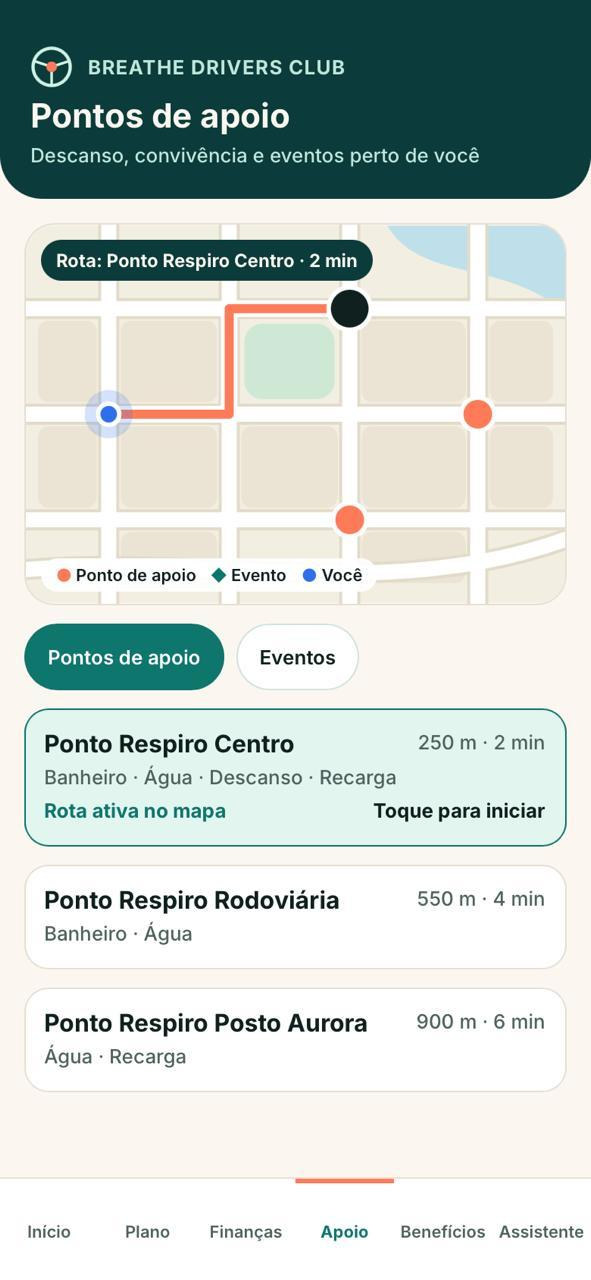 BREATHE DRIVERS CLUB
Pontos de apoio
Descanso, convivência e eventos perto de você
Rota: Ponto Respiro Centro · 2 min
Ponto de apoio Evento Você
Pontos de apoio Eventos
Ponto Respiro Centro 250 m · 2 min
Banheiro · Água · Descanso · Recarga
Rota ativa no mapa Toque para iniciar
Ponto Respiro Rodoviária 550 m · 4 min
Banheiro · Água
Ponto Respiro Posto Aurora 900 m · 6 min
Água · Recarga
Início Plano Finanças Apoio Benefícios Assistente